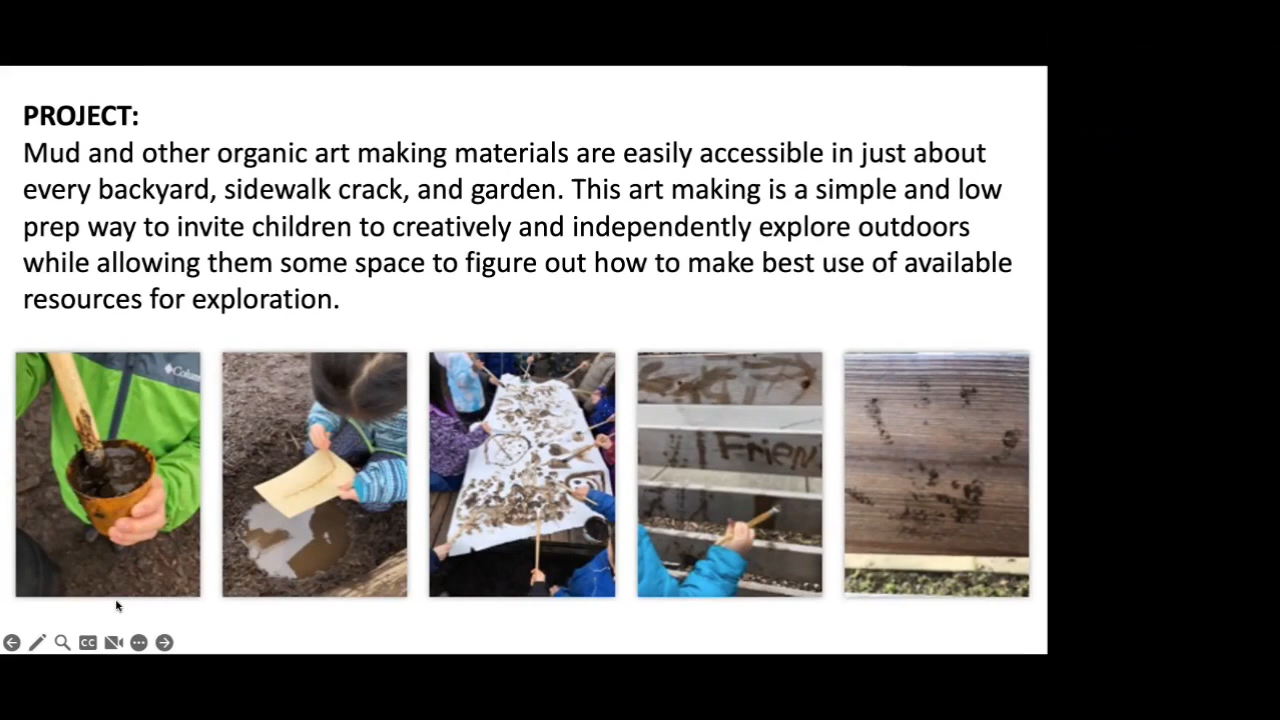 PROJECT:
Mud and other organic art making materials are easily accessible in just about
every backyard, sidewalk crack, and garden. This art making is a simple and low
prep way to invite children to creatively and independently explore outdoors
while allowing them some space to figure out how to make best use of available
resources for exploration.
Colum
Frien
CC